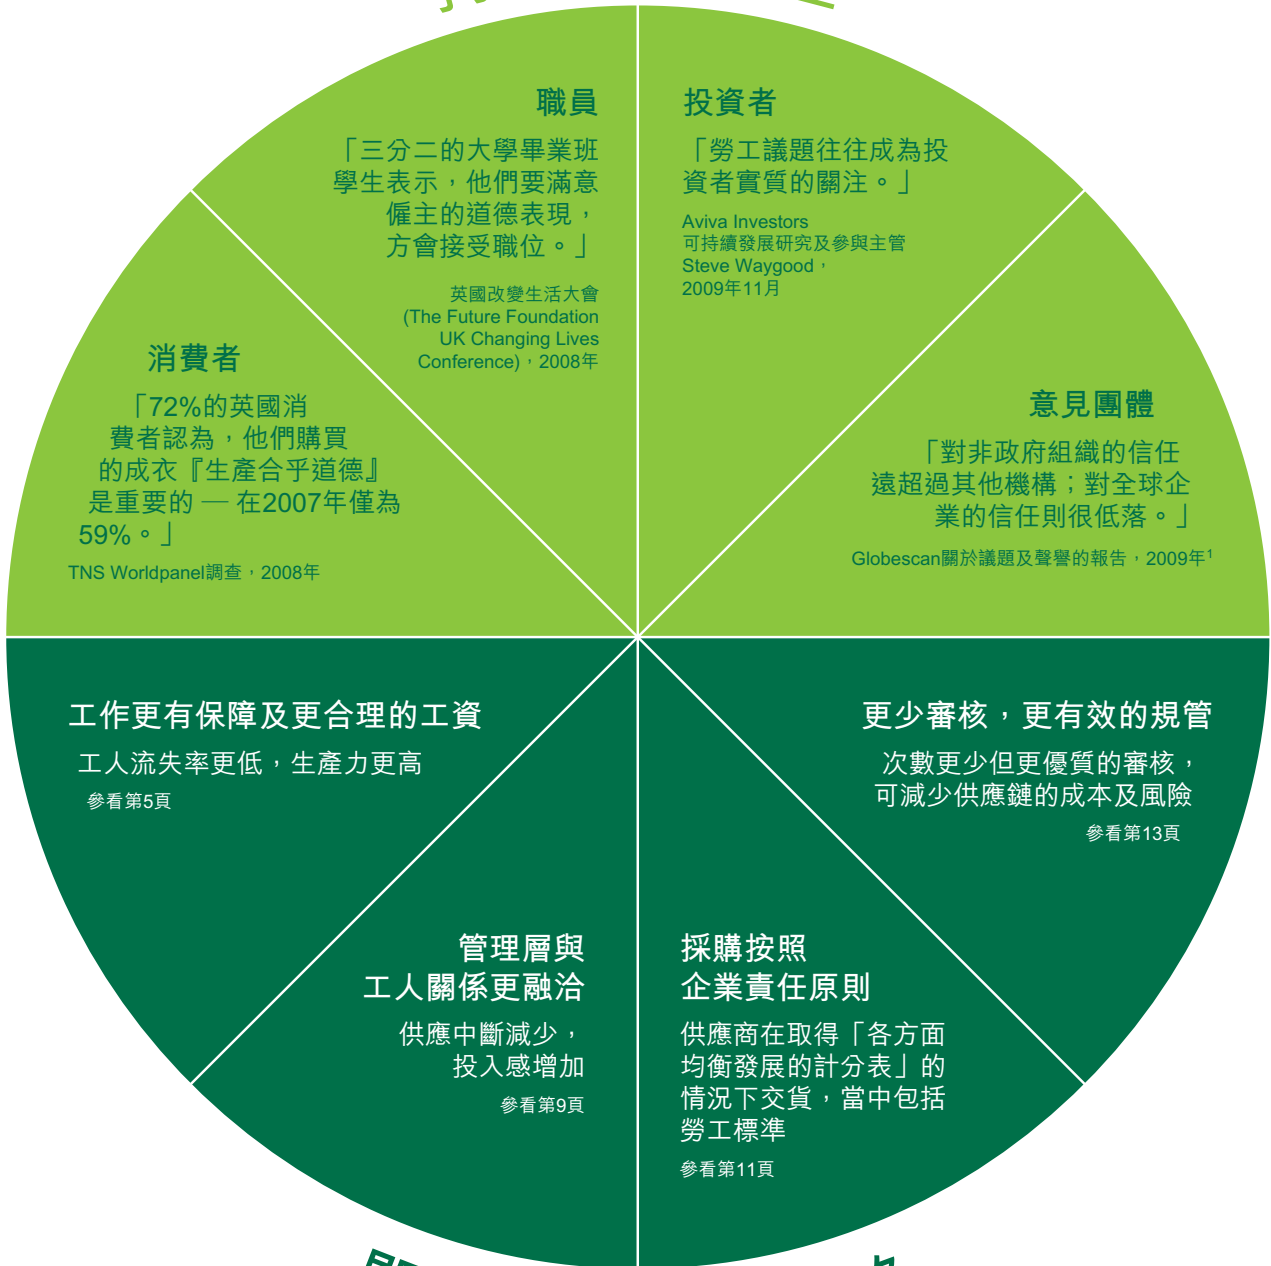 職員
「三分二的大學畢業班
學生表示，他們要滿意
僱主的道德表現，
方會接受職位。」
英國改變生活大會
(The Future Foundation
UK Changing Lives
Conference)，2008年
投資者
「勞工議題往往成為投
資者實質的關注。」
Aviva Investors
可持續發展研究及參與主管
Steve Waygood，
2009年11月
消費者
「72%的英國消
費者認為，他們購買
的成衣『生產合乎道德』
是重要的 — 在2007年僅為
59%。」
TNS Worldpanel調查，2008年
意見團體
「對非政府組織的信任
遠超過其他機構；對全球企
業的信任則很低落。」
Globescan關於議題及聲譽的報告，2009年1
工作更有保障及更合理的工資
工人流失率更低，生產力更高
參看第5頁
更少審核，更有效的規管
次數更少但更優質的審核，
可減少供應鏈的成本及風險
參看第13頁
管理層與
工人關係更融洽
供應中斷減少，
投入感增加
參看第9頁
採購按照
企業責任原則
供應商在取得「各方面
均衡發展的計分表」的
情況下交貨，當中包括
勞工標準
參看第11頁